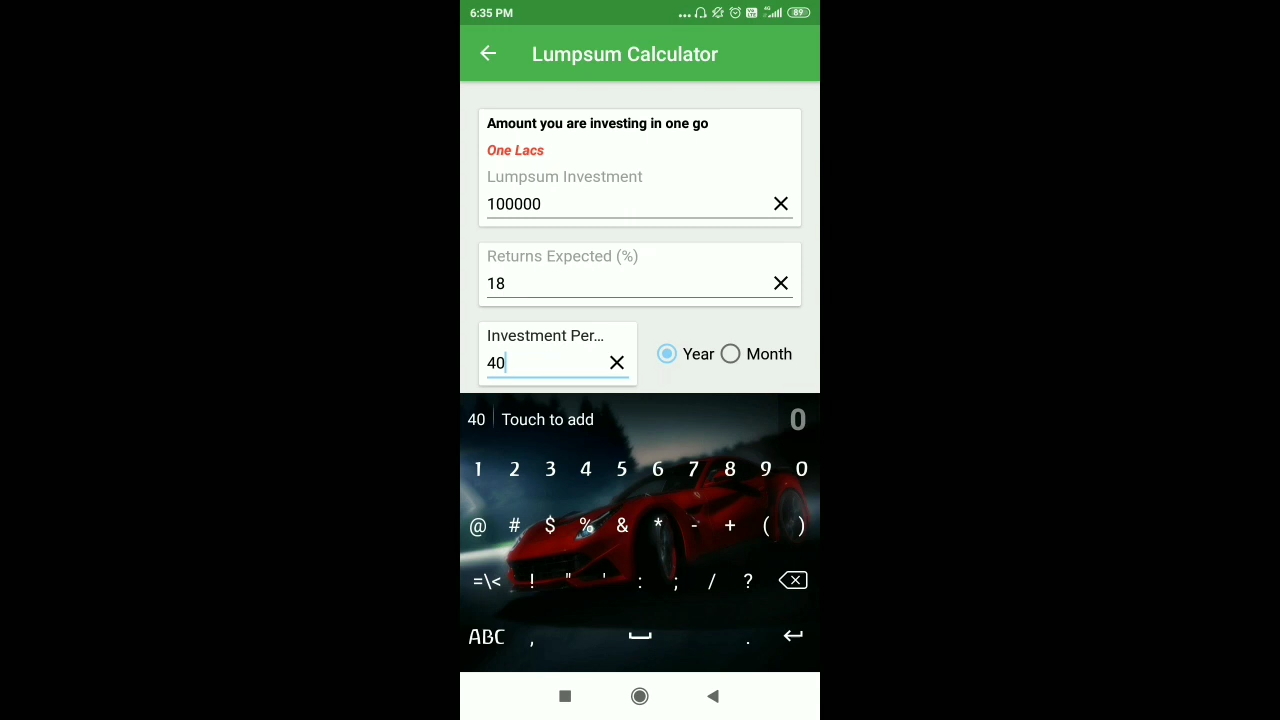 6:35 PM
4G
89
Lumpsum Calculator
Amount you are investing in one go
One Lacs
Lumpsum Investment
100000
Returns Expected (%)
18
Investment Per...
40
Year
Month
40
Touch to add
0
1 2 3 4 5 6 7 8 9 0
@ # $ % & * - + ( )
=\< ! " ' : ; / ?
ABC , .